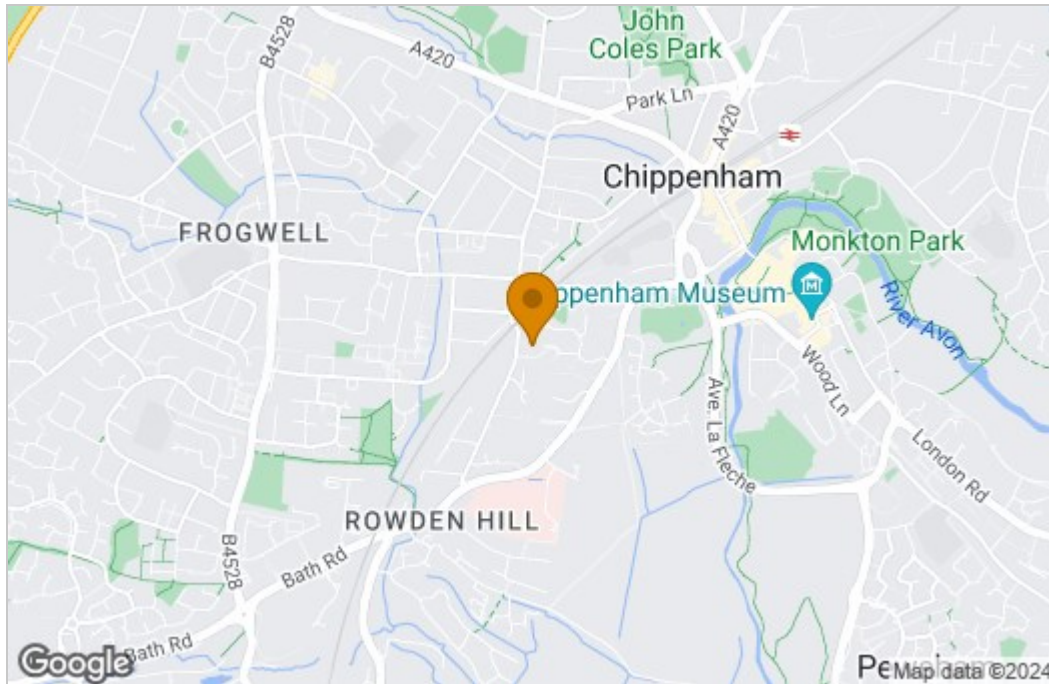 John
Coles Park
B4528
A420
Park Ln
A420
Chippenham
FROGWELL
Monkton Park
ppenham Museum
M
River Avon
Wood Ln
Ave. La Fleche
London Rd
ROWDEN HILL
B4528
Bath Rd
Bath Rd
Google
Map data ©2024